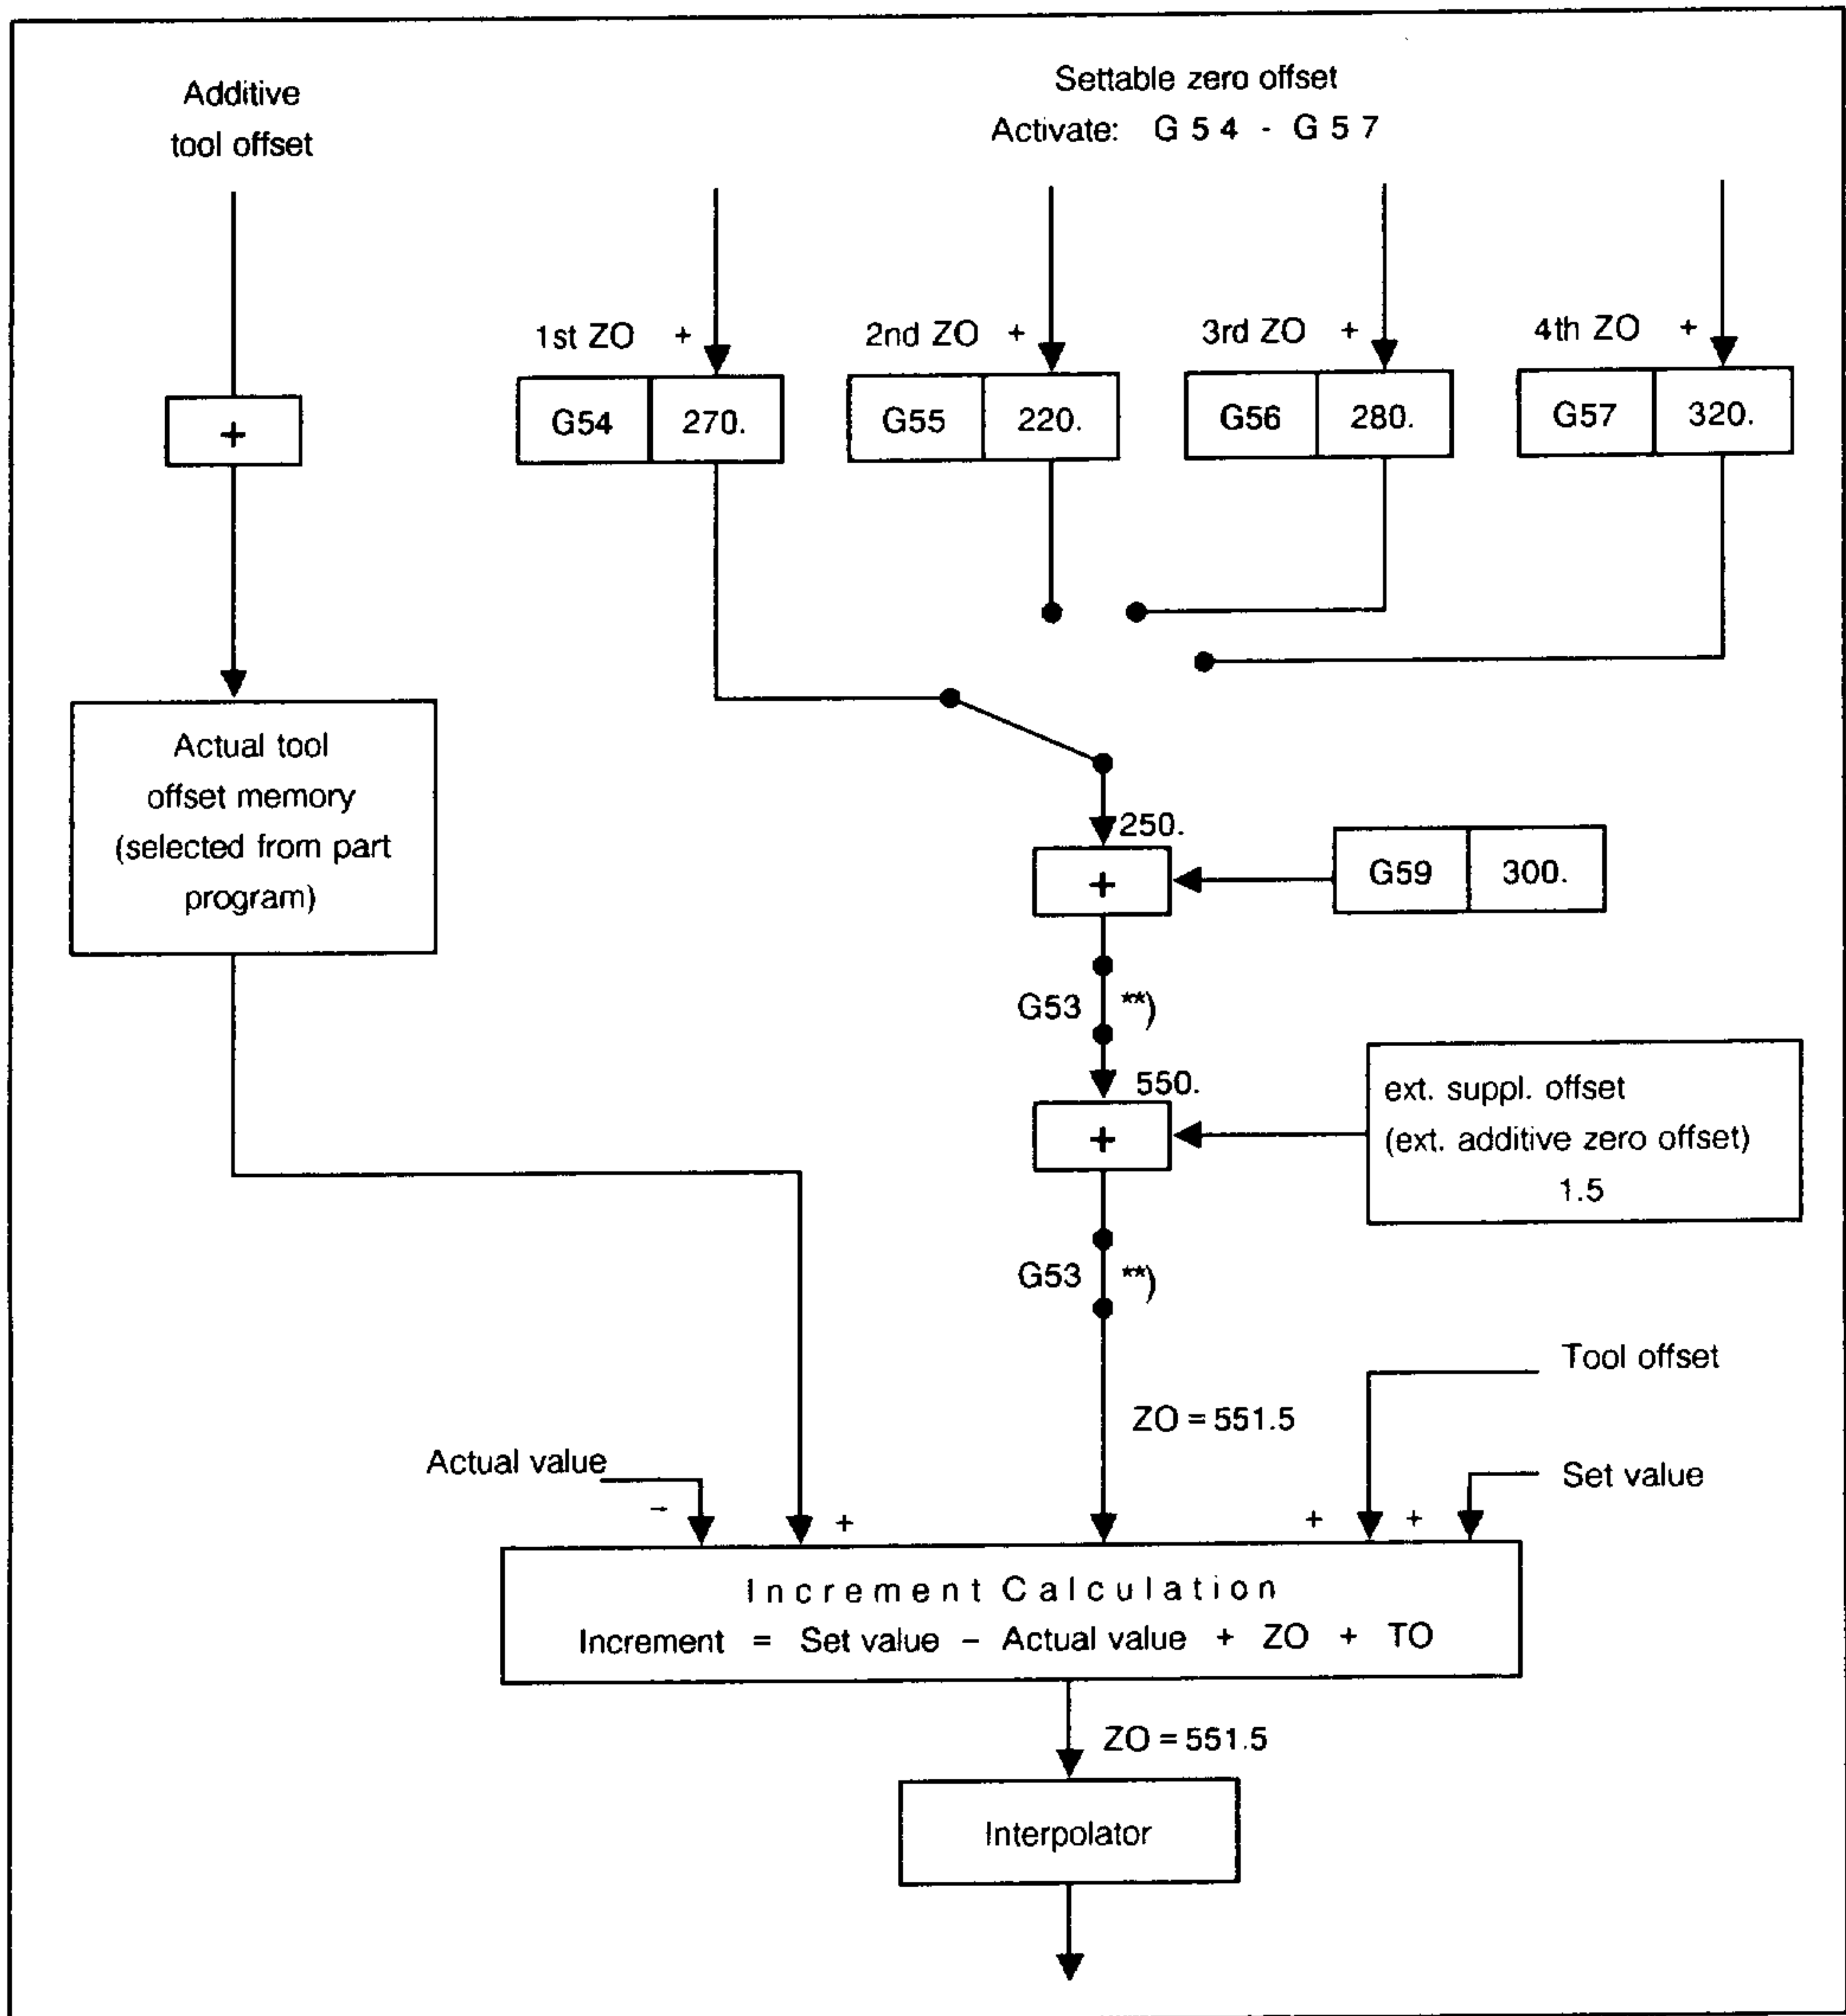 Additive
tool offset
Settable zero offset
Activate: G 5 4 - G 5 7
1st ZO +
2nd ZO +
3rd ZO +
4th ZO +
G54 270.
G55 220.
G56 280.
G57 320.
+
Actual tool
offset memory
(selected from part
program)
250.
+
G59 300.
G53 **)
550.
+
ext. suppl. offset
(ext. additive zero offset)
1.5
G53 **)
Tool offset
ZO = 551.5
Actual value
Set value
–
+
+
+
Increment Calculation
Increment = Set value – Actual value + ZO + TO
ZO = 551.5
Interpolator